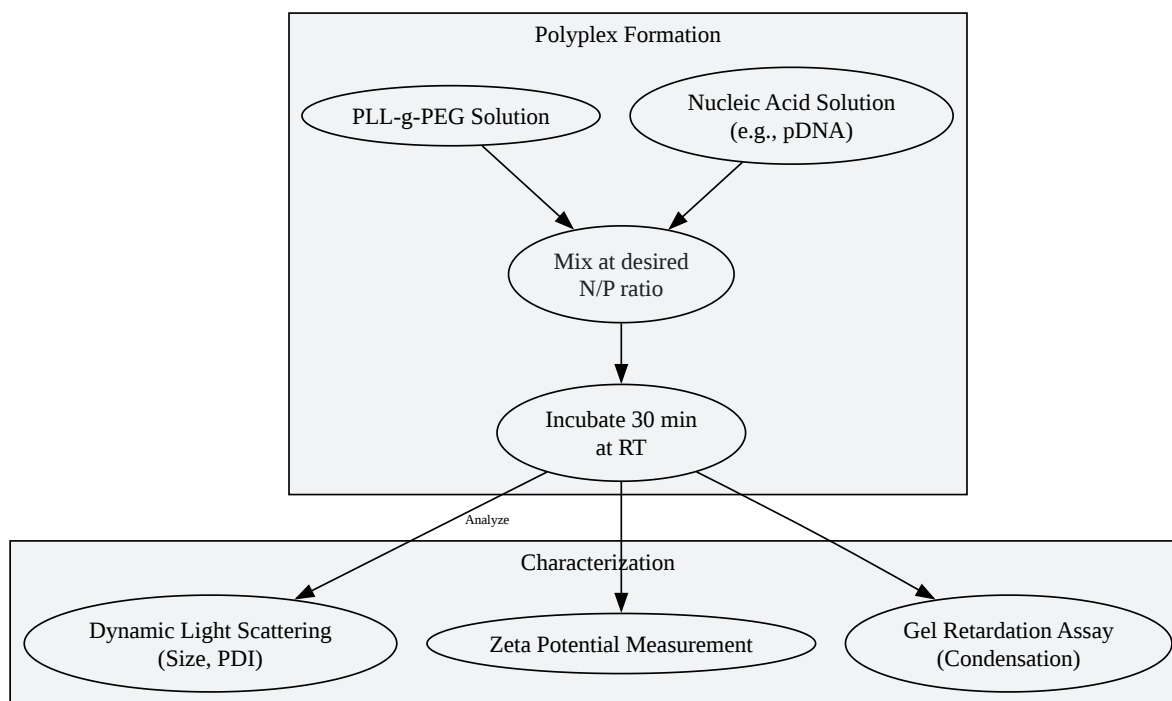 Polyplex Formation
PLL-g-PEG Solution
Nucleic Acid Solution
(e.g., pDNA)
Mix at desired
N/P ratio
Incubate 30 min
at RT
Analyze
Characterization
Dynamic Light Scattering
(Size, PDI)
Zeta Potential Measurement
Gel Retardation Assay
(Condensation)